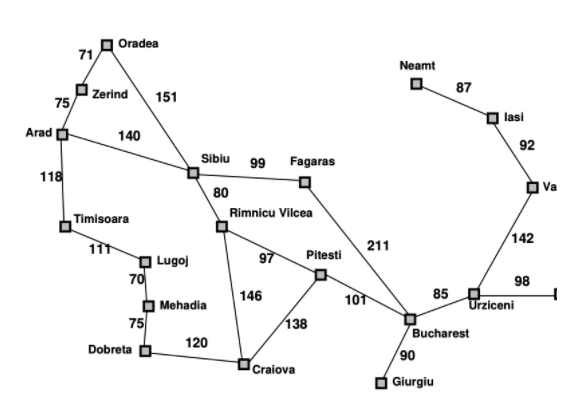 Oradea
71
Neamt
87
Zerind
151
75
Iasi
Arad
140
92
Sibiu
99
Fagaras
118
80
Va
Timisoara
Rimnicu Vilcea
111
211
142
97
Pitesti
Lugoj
70
98
146
101
85
Mehadia
Urziceni
75
138
Bucharest
120
Dobreta
90
Craiova
Giurgiu